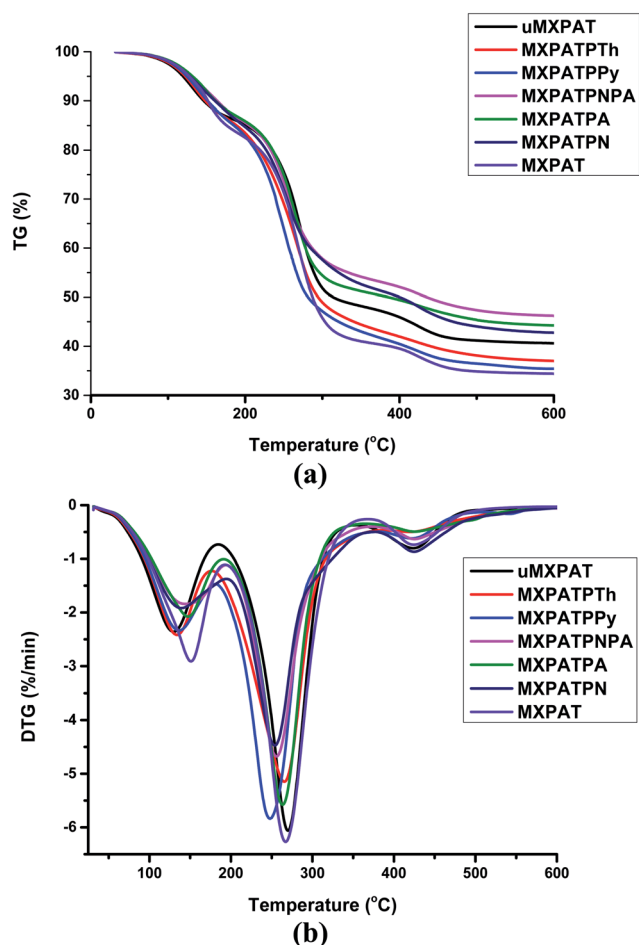 uMXPAT
MXPATPTh
MXPATPPy
MXPATPNPA
MXPATPA
MXPATPN
MXPAT
100
90
80
70
60
50
40
30
TG (%)
0
200
400
600
Temperature (°C)
(a)
0
-1
-2
-3
-4
-5
-6
DTG (%/min)
uMXPAT
MXPATPTh
MXPATPPy
MXPATPNPA
MXPATPA
MXPATPN
MXPAT
100
200
300
400
500
600
Temperature (°C)
(b)